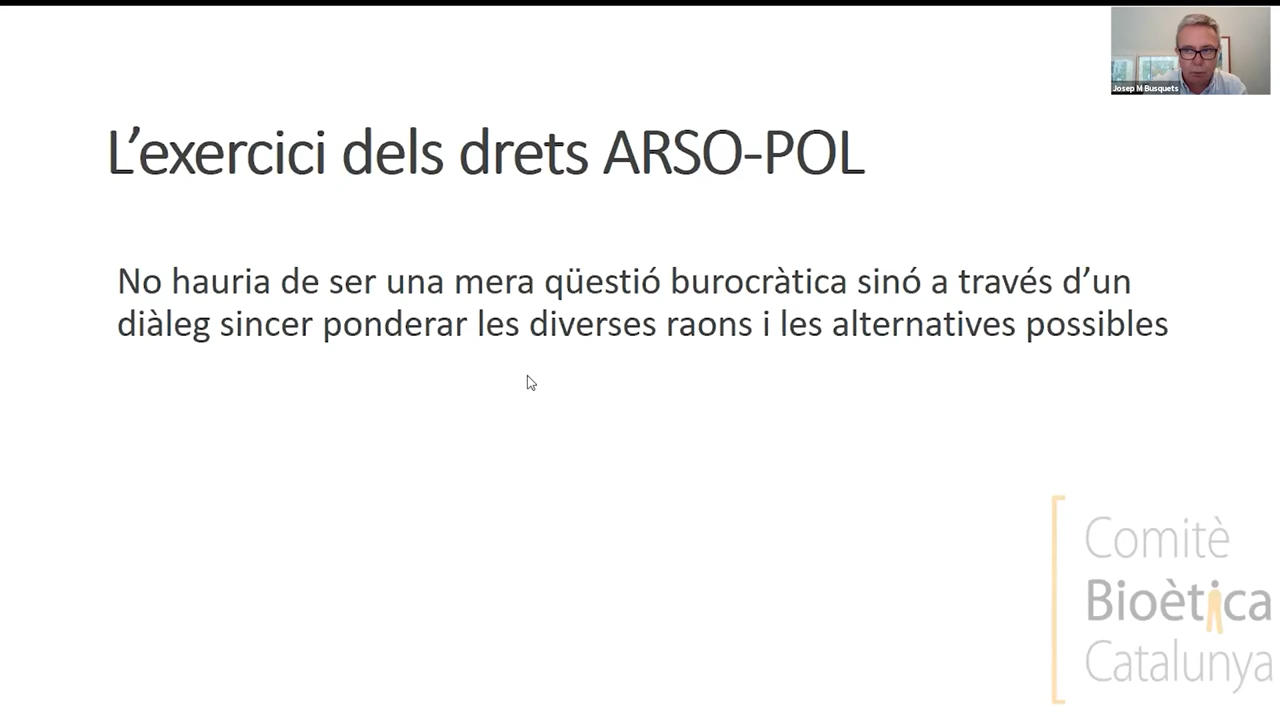 Josep M Busquets
L’exercici dels drets ARSO-POL
No hauria de ser una mera qüestió burocràtica sinó a través d’un
diàleg sincer ponderar les diverses raons i les alternatives possibles
Comitè
Bioètica
Catalunya